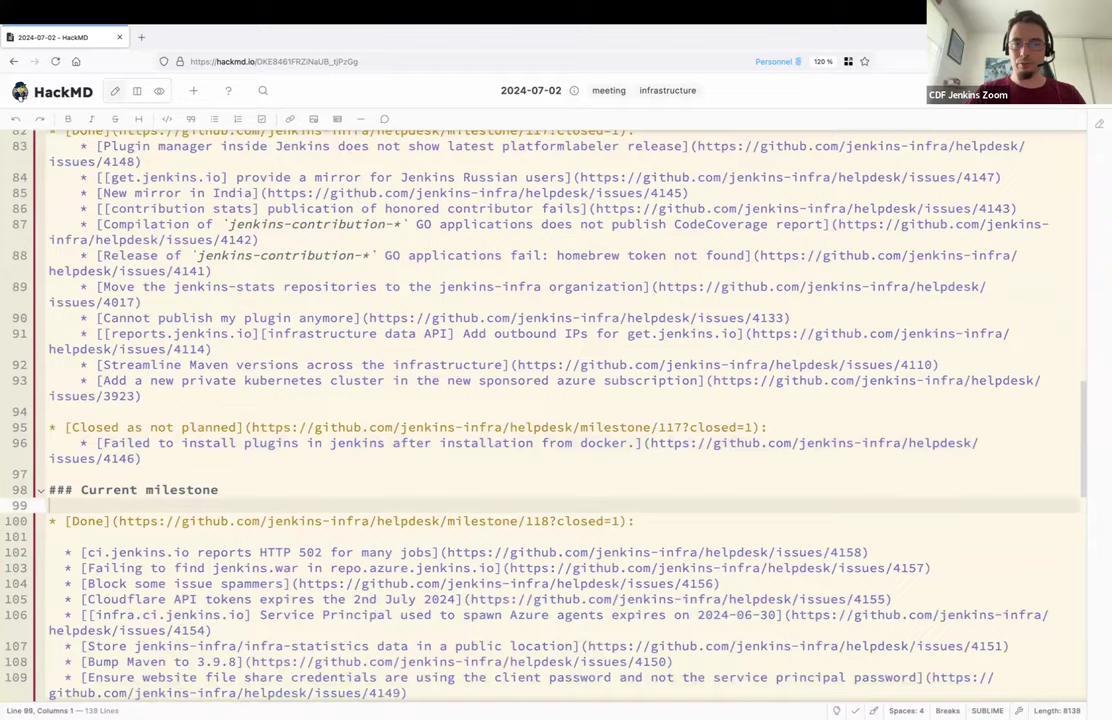 2024-07-02 - HackMD
https://hackmd.io/DKE8461FRZiNaUB_tjPzGg
Personnel
120 %
CDF Jenkins Zoom
HackMD
2024-07-02
meeting
infrastructure
82 * [Done](https://github.com/jenkins-infra/helpdesk/milestone/117?closed=1):
83 * [Plugin manager inside Jenkins does not show latest platformlabeler release](https://github.com/jenkins-infra/helpdesk/
issues/4148)
84 * [[get.jenkins.io] provide a mirror for Jenkins Russian users](https://github.com/jenkins-infra/helpdesk/issues/4147)
85 * [New mirror in India](https://github.com/jenkins-infra/helpdesk/issues/4145)
86 * [[contribution stats] publication of honored contributor fails](https://github.com/jenkins-infra/helpdesk/issues/4143)
87 * [Compilation of `jenkins-contribution-*` GO applications does not publish CodeCoverage report](https://github.com/jenkins-
infra/helpdesk/issues/4142)
88 * [Release of `jenkins-contribution-*` GO applications fail: homebrew token not found](https://github.com/jenkins-infra/
helpdesk/issues/4141)
89 * [Move the jenkins-stats repositories to the jenkins-infra organization](https://github.com/jenkins-infra/helpdesk/
issues/4017)
90 * [Cannot publish my plugin anymore](https://github.com/jenkins-infra/helpdesk/issues/4133)
91 * [[reports.jenkins.io][infrastructure data API] Add outbound IPs for get.jenkins.io](https://github.com/jenkins-infra/
helpdesk/issues/4114)
92 * [Streamline Maven versions across the infrastructure](https://github.com/jenkins-infra/helpdesk/issues/4110)
93 * [Add a new private kubernetes cluster in the new sponsored azure subscription](https://github.com/jenkins-infra/helpdesk/
issues/3923)
94
95 * [Closed as not planned](https://github.com/jenkins-infra/helpdesk/milestone/117?closed=1):
96 * [Failed to install plugins in jenkins after installation from docker.](https://github.com/jenkins-infra/helpdesk/
issues/4146)
97
98 ### Current milestone
99
100 * [Done](https://github.com/jenkins-infra/helpdesk/milestone/118?closed=1):
101
102 * [ci.jenkins.io reports HTTP 502 for many jobs](https://github.com/jenkins-infra/helpdesk/issues/4158)
103 * [Failing to find jenkins.war in repo.azure.jenkins.io](https://github.com/jenkins-infra/helpdesk/issues/4157)
104 * [Block some issue spammers](https://github.com/jenkins-infra/helpdesk/issues/4156)
105 * [Cloudflare API tokens expires the 2nd July 2024](https://github.com/jenkins-infra/helpdesk/issues/4155)
106 * [[infra.ci.jenkins.io] Service Principal used to spawn Azure agents expires on 2024-06-30](https://github.com/jenkins-infra/
helpdesk/issues/4154)
107 * [Store jenkins-infra/infra-statistics data in a public location](https://github.com/jenkins-infra/helpdesk/issues/4151)
108 * [Bump Maven to 3.9.8](https://github.com/jenkins-infra/helpdesk/issues/4150)
109 * [Ensure website file share credentials are using the client password and not the service principal password](https://
github.com/jenkins-infra/helpdesk/issues/4149)
Line 99, Columns 1 — 138 Lines
Spaces: 4
Breaks
SUBLIME
Length: 8138